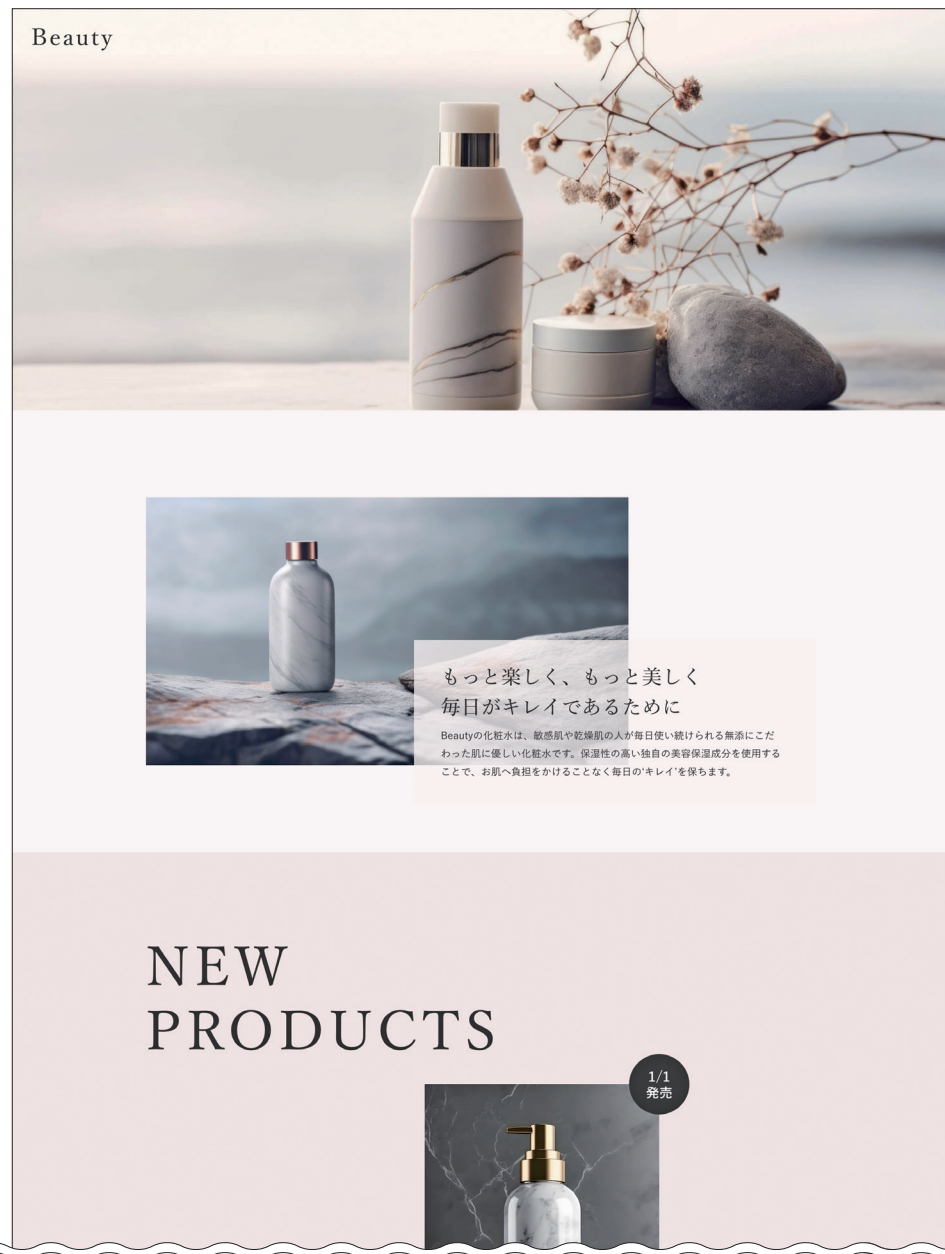 Beauty
もっと楽しく、もっと美しく
毎日がキレイであるために
Beautyの化粧水は、敏感肌や乾燥肌の人が毎日使い続けられる無添にこだ
わった肌に優しい化粧水です。保湿性の高い独自の美容保湿成分を使用する
ことで、お肌へ負担をかけることなく毎日の‘キレイ’を保ちます。
NEW
PRODUCTS
1/1
発売